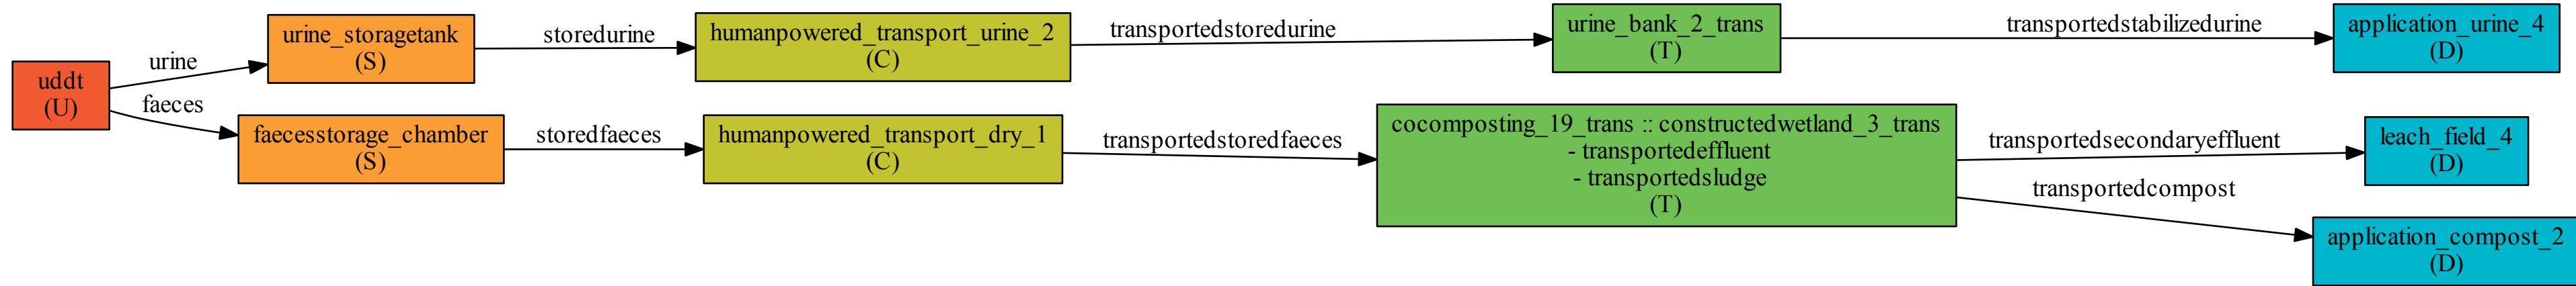 uddt
(U)
urine
faeces
urine_storagetank
(S)
storedurine
humanpowered_transport_urine_2
(C)
transportedstoredurine
urine_bank_2_trans
(T)
transportedstabilizedurine
application_urine_4
(D)
faecesstorage_chamber
(S)
storedfaeces
humanpowered_transport_dry_1
(C)
transportedstoredfaeces
cocomposting_19_trans :: constructedwetland_3_trans
- transportedeffluent
- transportedsludge
(T)
transportedsecondaryeffluent
leach_field_4
(D)
transportedcompost
application_compost_2
(D)